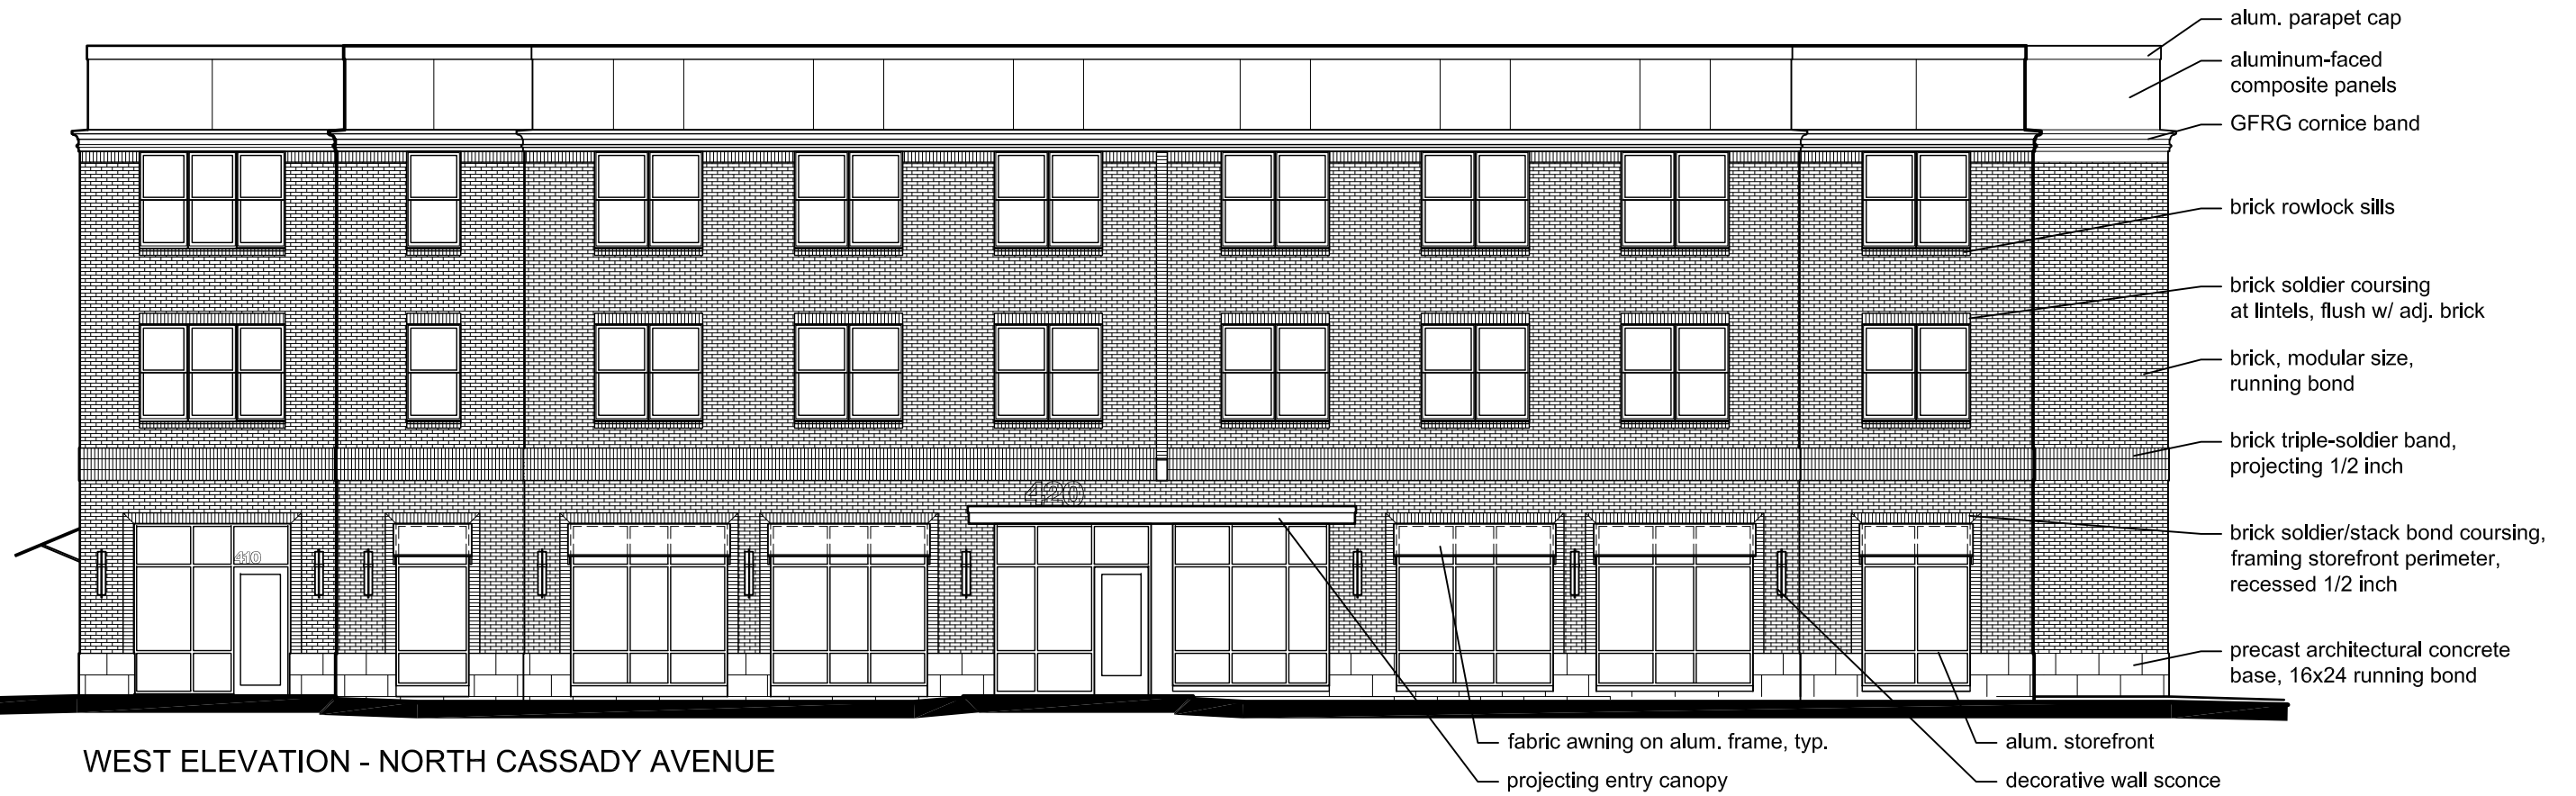 alum. parapet cap
aluminum-faced
composite panels
GFRG cornice band
brick rowlock sills
brick soldier coursing
at lintels, flush w/ adj. brick
brick, modular size,
running bond
brick triple-soldier band,
projecting 1/2 inch
420
410
brick soldier/stack bond coursing,
framing storefront perimeter,
recessed 1/2 inch
precast architectural concrete
base, 16x24 running bond
fabric awning on alum. frame, typ.
projecting entry canopy
alum. storefront
decorative wall sconce
WEST ELEVATION - NORTH CASSADY AVENUE